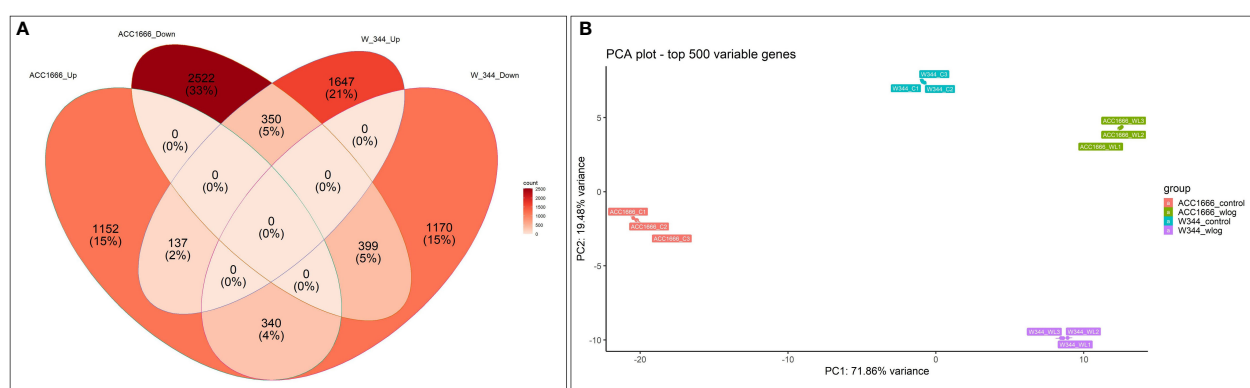 A
ACC1666_Down
W_344_Up
ACC1666_Up
W_344_Down
2522
(33%)
1647
(21%)
350
(5%)
0
(0%)
0
(0%)
0
(0%)
0
(0%)
0
(0%)
1152
(15%)
1170
(15%)
137
(2%)
399
(5%)
0
(0%)
0
(0%)
340
(4%)
count
2500
2000
1500
1000
500
0
B
PCA plot - top 500 variable genes
PC2: 19.48% variance
5
0
-5
-10
W344_C3
W344_C1
W344_C2
ACC1666_WL3
ACC1666_WL2
ACC1666_WL1
ACC1666_C1
ACC1666_C2
ACC1666_C3
W344_WL3
W344_WL2
W344_WL1
-20
-10
0
10
PC1: 71.86% variance
group
ACC1666_control
ACC1666_wlog
W344_control
W344_wlog